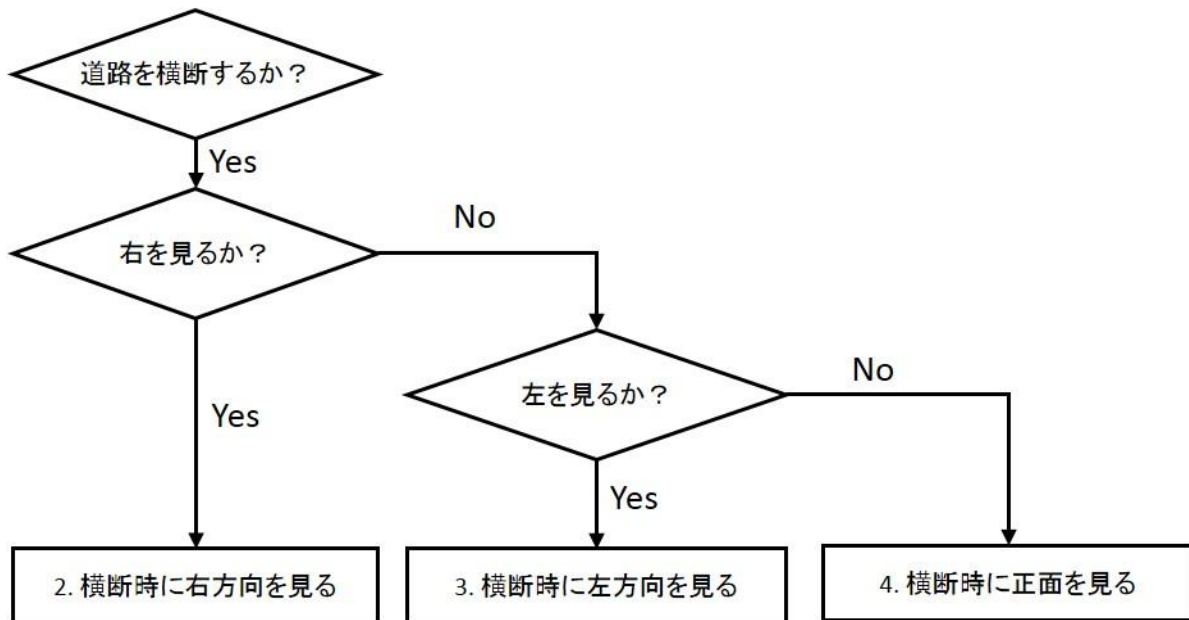 道路を横断するか？
Yes
右を見るか？
No
Yes
左を見るか？
No
Yes
2. 横断時に右方向を見る
3. 横断時に左方向を見る
4. 横断時に正面を見る